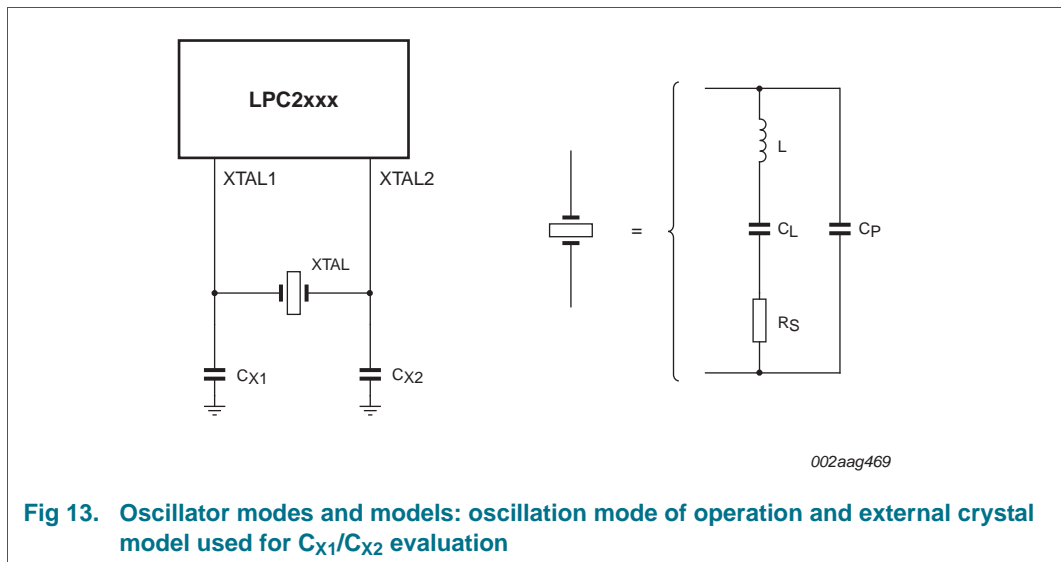 LPC2xxx
XTAL1
XTAL2
XTAL
CX1
CX2
=
L
CL
CP
RS
002aag469
Fig 13. Oscillator modes and models: oscillation mode of operation and external crystal
model used for CX1/CX2 evaluation